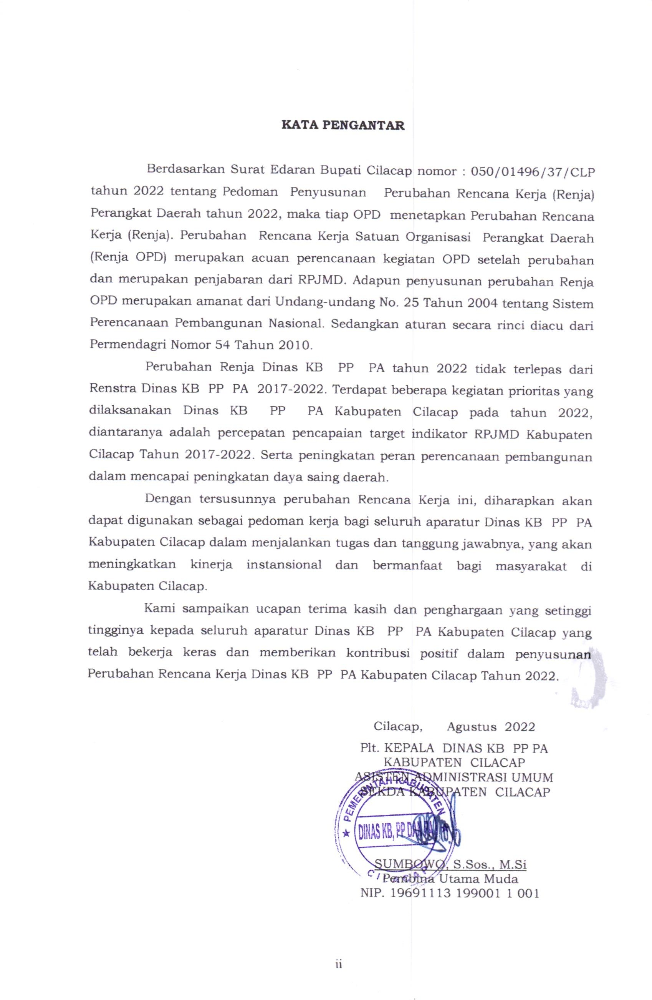 KATA PENGANTAR
Berdasarkan Surat Edaran Bupati Cilacap nomor : 050/01496/37/CLP
tahun 2022 tentang Pedoman Penyusunan Perubahan Rencana Kerja (Renja)
Perangkat Daerah tahun 2022, maka tiap OPD menetapkan Perubahan Rencana
Kerja (Renja). Perubahan Rencana Kerja Satuan Organisasi Perangkat Daerah
(Renja OPD) merupakan acuan perencanaan kegiatan OPD setelah perubahan
dan merupakan penjabaran dari RPJMD. Adapun penyusunan perubahan Renja
OPD merupakan amanat dari Undang-undang No. 25 Tahun 2004 tentang Sistem
Perencanaan Pembangunan Nasional. Sedangkan aturan secara rinci diacu dari
Permendagri Nomor 54 Tahun 2010.
Perubahan Renja Dinas KB PP PA tahun 2022 tidak terlepas dari
Renstra Dinas KB PP PA 2017-2022. Terdapat beberapa kegiatan prioritas yang
dilaksanakan Dinas KB PP PA Kabupaten Cilacap pada tahun 2022,
diantaranya adalah percepatan pencapaian target indikator RPJMD Kabupaten
Cilacap Tahun 2017-2022. Serta peningkatan peran perencanaan pembangunan
dalam mencapai peningkatan daya saing daerah.
Dengan tersusunnya perubahan Rencana Kerja ini, diharapkan akan
dapat digunakan sebagai pedoman kerja bagi seluruh aparatur Dinas KB PP PA
Kabupaten Cilacap dalam menjalankan tugas dan tanggung jawabnya, yang akan
meningkatkan kinerja instansional dan bermanfaat bagi masyarakat di
Kabupaten Cilacap.
Kami sampaikan ucapan terima kasih dan penghargaan yang setinggi
tingginya kepada seluruh aparatur Dinas KB PP PA Kabupaten Cilacap yang
telah bekerja keras dan memberikan kontribusi positif dalam penyusunan
Perubahan Rencana Kerja Dinas KB PP PA Kabupaten Cilacap Tahun 2022.
Cilacap, Agustus 2022
Plt. KEPALA DINAS KB PP PA
KABUPATEN CILACAP
ASISTEN ADMINISTRASI UMUM
SEKDA KABUPATEN CILACAP
PEMERINTAH KABUPATEN
DINAS KB, PP DAN PA
CILACAP
SUMBOWO, S.Sos., M.Si
Pembina Utama Muda
NIP. 19691113 199001 1 001
ii